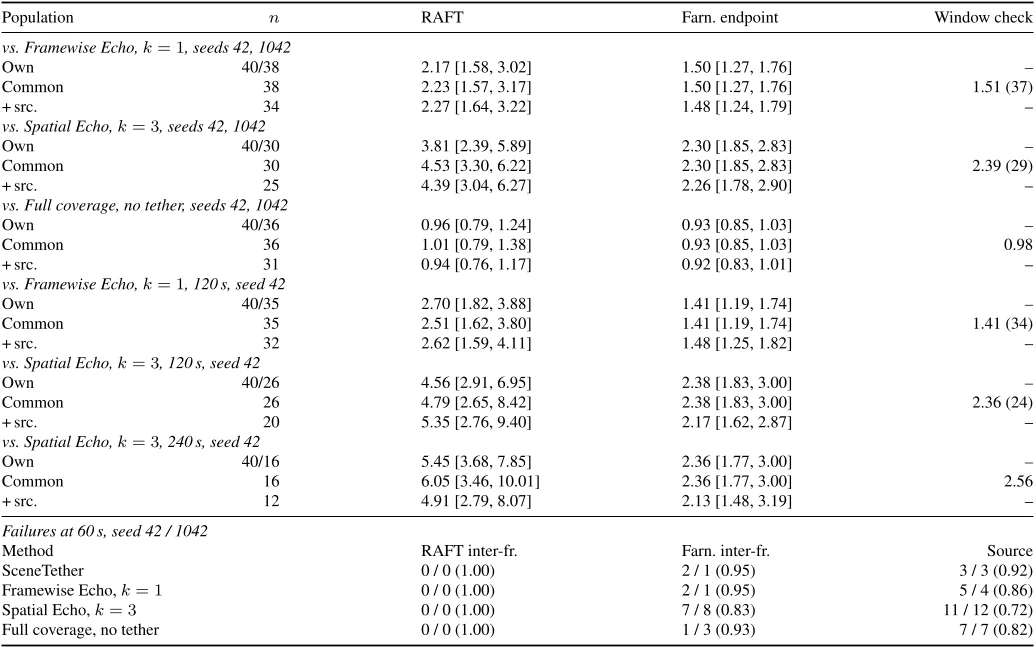 Population n RAFT Farn. endpoint Window check
vs. Framewise Echo, k = 1, seeds 42, 1042
Own 40/38 2.17 [1.58, 3.02] 1.50 [1.27, 1.76] –
Common 38 2.23 [1.57, 3.17] 1.50 [1.27, 1.76] 1.51 (37)
+ src. 34 2.27 [1.64, 3.22] 1.48 [1.24, 1.79] –
vs. Spatial Echo, k = 3, seeds 42, 1042
Own 40/30 3.81 [2.39, 5.89] 2.30 [1.85, 2.83] –
Common 30 4.53 [3.30, 6.22] 2.30 [1.85, 2.83] 2.39 (29)
+ src. 25 4.39 [3.04, 6.27] 2.26 [1.78, 2.90] –
vs. Full coverage, no tether, seeds 42, 1042
Own 40/36 0.96 [0.79, 1.24] 0.93 [0.85, 1.03] –
Common 36 1.01 [0.79, 1.38] 0.93 [0.85, 1.03] 0.98
+ src. 31 0.94 [0.76, 1.17] 0.92 [0.83, 1.01] –
vs. Framewise Echo, k = 1, 120 s, seed 42
Own 40/35 2.70 [1.82, 3.88] 1.41 [1.19, 1.74] –
Common 35 2.51 [1.62, 3.80] 1.41 [1.19, 1.74] 1.41 (34)
+ src. 32 2.62 [1.59, 4.11] 1.48 [1.25, 1.82] –
vs. Spatial Echo, k = 3, 120 s, seed 42
Own 40/26 4.56 [2.91, 6.95] 2.38 [1.83, 3.00] –
Common 26 4.79 [2.65, 8.42] 2.38 [1.83, 3.00] 2.36 (24)
+ src. 20 5.35 [2.76, 9.40] 2.17 [1.62, 2.87] –
vs. Spatial Echo, k = 3, 240 s, seed 42
Own 40/16 5.45 [3.68, 7.85] 2.36 [1.77, 3.00] –
Common 16 6.05 [3.46, 10.01] 2.36 [1.77, 3.00] 2.56
+ src. 12 4.91 [2.79, 8.07] 2.13 [1.48, 3.19] –
Failures at 60 s, seed 42 / 1042
Method RAFT inter-fr. Farn. inter-fr. Source
SceneTether 0 / 0 (1.00) 2 / 1 (0.95) 3 / 3 (0.92)
Framewise Echo, k = 1 0 / 0 (1.00) 2 / 1 (0.95) 5 / 4 (0.86)
Spatial Echo, k = 3 0 / 0 (1.00) 7 / 8 (0.83) 11 / 12 (0.72)
Full coverage, no tether 0 / 0 (1.00) 1 / 3 (0.93) 7 / 7 (0.82)